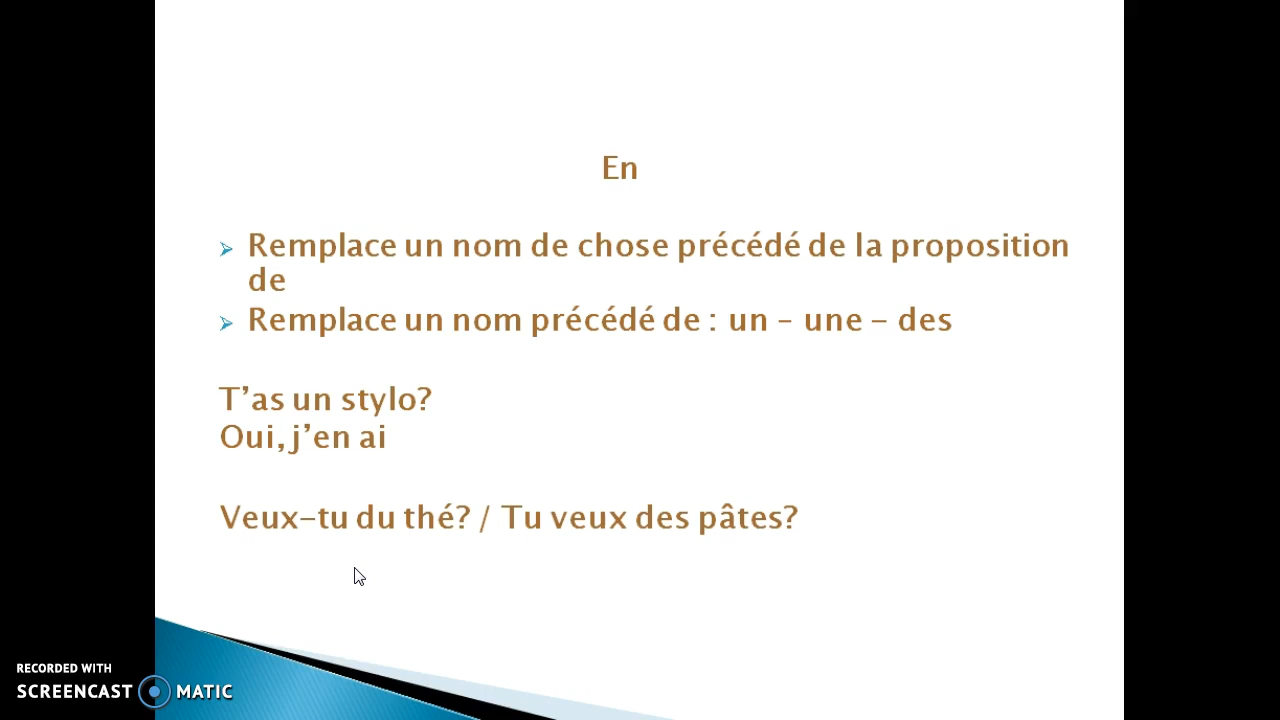 En
Remplace un nom de chose précédé de la proposition
de
Remplace un nom précédé de : un - une – des
T’as un stylo?
Oui, j’en ai
Veux-tu du thé? / Tu veux des pâtes?
RECORDED WITH
SCREENCAST MATIC